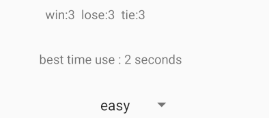 win:3 lose:3 tie:3
best time use : 2 seconds
easy